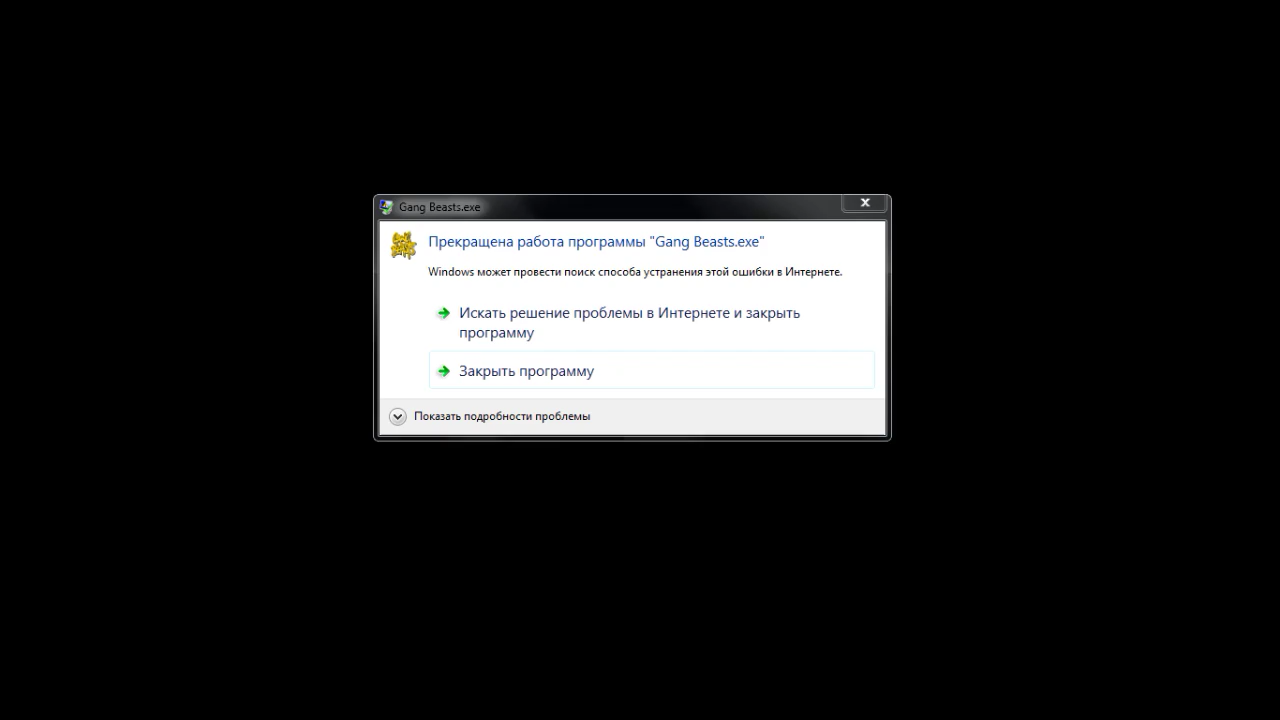 Gang Beasts.exe
Прекращена работа программы "Gang Beasts.exe"
Windows может провести поиск способа устранения этой ошибки в Интернете.
Искать решение проблемы в Интернете и закрыть
программу
Закрыть программу
Показать подробности проблемы